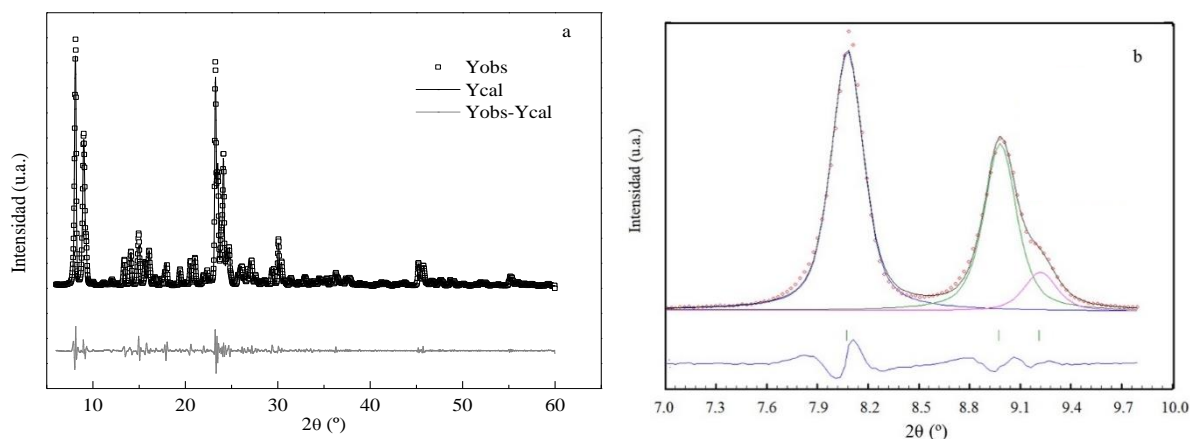 a
Yobs
Ycal
Yobs-Ycal
Intensidad (u.a.)
10 20 30 40 50 60
2θ (º)
b
Intensidad (u.a.)
7.0 7.3 7.6 7.9 8.2 8.5 8.8 9.1 9.4 9.7 10.0
2θ (º)